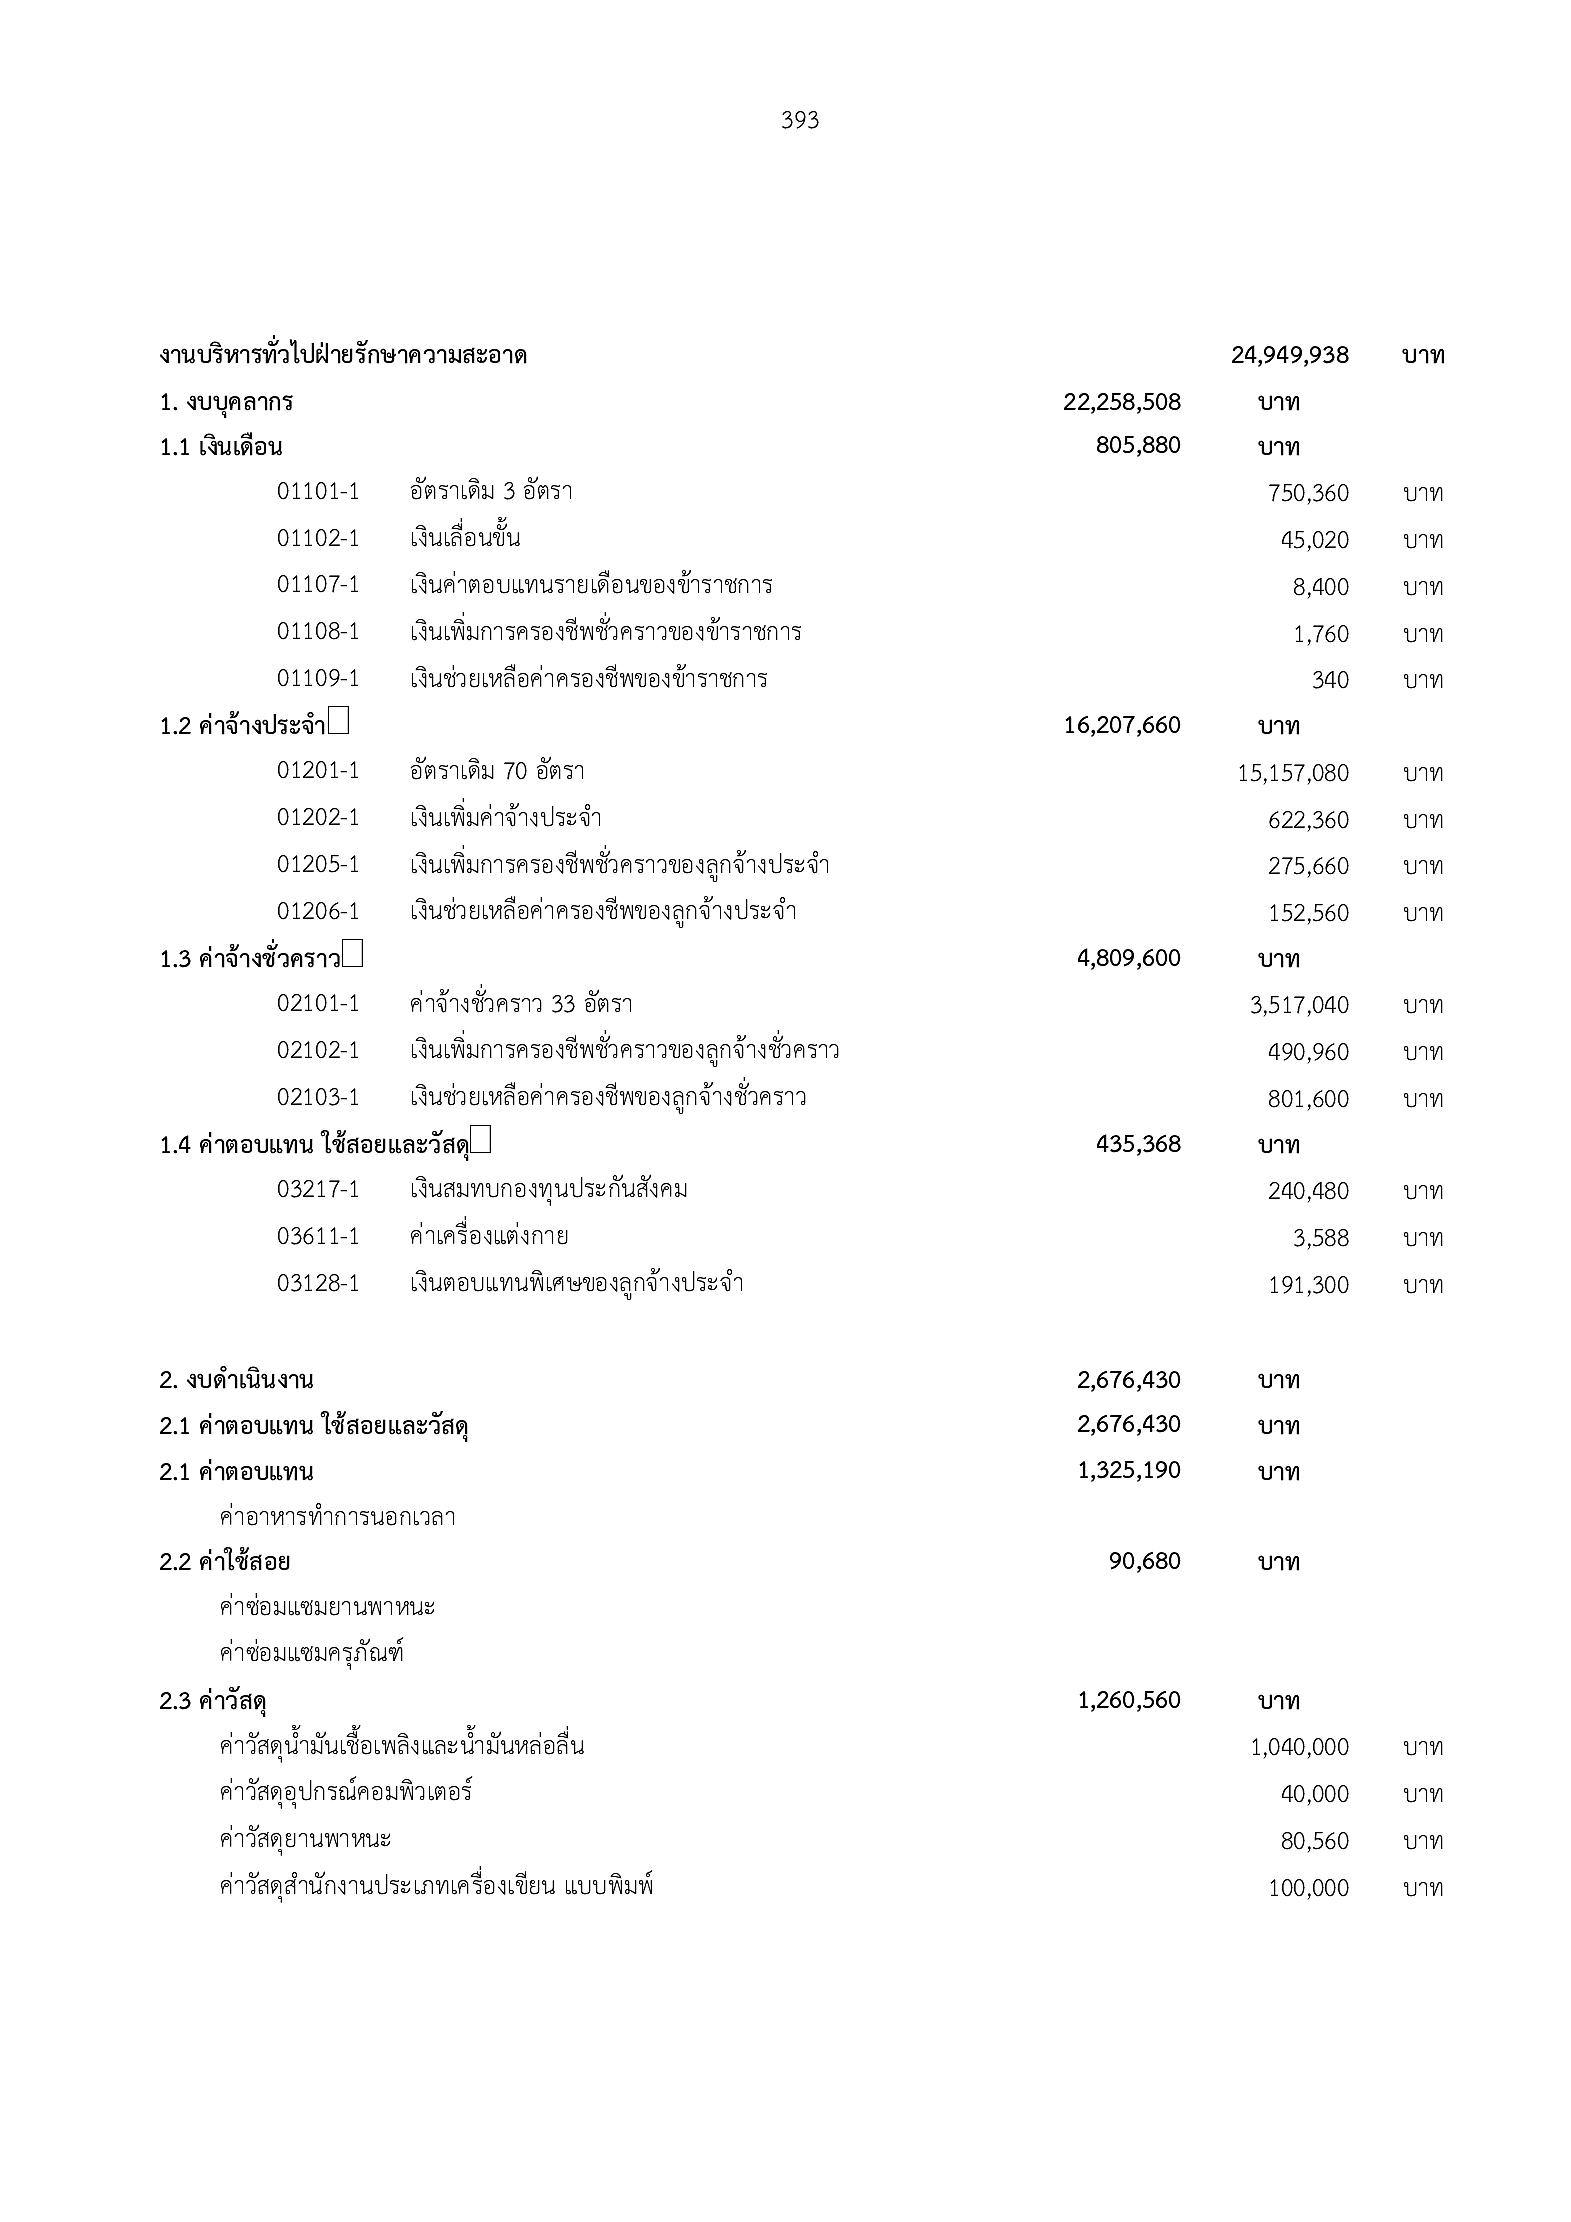 393
งานบริหารทั่วไปฝ่ายรักษาความสะอาด 24,949,938 บาท
1. งบบุคลากร 22,258,508 บาท
1.1 เงินเดือน 805,880 บาท
01101-1 อัตราเดิม 3 อัตรา 750,360 บาท
01102-1 เงินเลื่อนขั้น 45,020 บาท
01107-1 เงินค่าตอบแทนรายเดือนของข้าราชการ 8,400 บาท
01108-1 เงินเพิ่มการครองชีพชั่วคราวของข้าราชการ 1,760 บาท
01109-1 เงินช่วยเหลือค่าครองชีพของข้าราชการ 340 บาท
1.2 ค่าจ้างประจำ 16,207,660 บาท
01201-1 อัตราเดิม 70 อัตรา 15,157,080 บาท
01202-1 เงินเพิ่มค่าจ้างประจำ 622,360 บาท
01205-1 เงินเพิ่มการครองชีพชั่วคราวของลูกจ้างประจำ 275,660 บาท
01206-1 เงินช่วยเหลือค่าครองชีพของลูกจ้างประจำ 152,560 บาท
1.3 ค่าจ้างชั่วคราว 4,809,600 บาท
02101-1 ค่าจ้างชั่วคราว 33 อัตรา 3,517,040 บาท
02102-1 เงินเพิ่มการครองชีพชั่วคราวของลูกจ้างชั่วคราว 490,960 บาท
02103-1 เงินช่วยเหลือค่าครองชีพของลูกจ้างชั่วคราว 801,600 บาท
1.4 ค่าตอบแทน ใช้สอยและวัสดุ 435,368 บาท
03217-1 เงินสมทบกองทุนประกันสังคม 240,480 บาท
03611-1 ค่าเครื่องแต่งกาย 3,588 บาท
03128-1 เงินตอบแทนพิเศษของลูกจ้างประจำ 191,300 บาท
2. งบดำเนินงาน 2,676,430 บาท
2.1 ค่าตอบแทน ใช้สอยและวัสดุ 2,676,430 บาท
2.1 ค่าตอบแทน 1,325,190 บาท
ค่าอาหารทำการนอกเวลา
2.2 ค่าใช้สอย 90,680 บาท
ค่าซ่อมแซมยานพาหนะ
ค่าซ่อมแซมครุภัณฑ์
2.3 ค่าวัสดุ 1,260,560 บาท
ค่าวัสดุน้ำมันเชื้อเพลิงและน้ำมันหล่อลื่น 1,040,000 บาท
ค่าวัสดุอุปกรณ์คอมพิวเตอร์ 40,000 บาท
ค่าวัสดุยานพาหนะ 80,560 บาท
ค่าวัสดุสำนักงานประเภทเครื่องเขียน แบบพิมพ์ 100,000 บาท